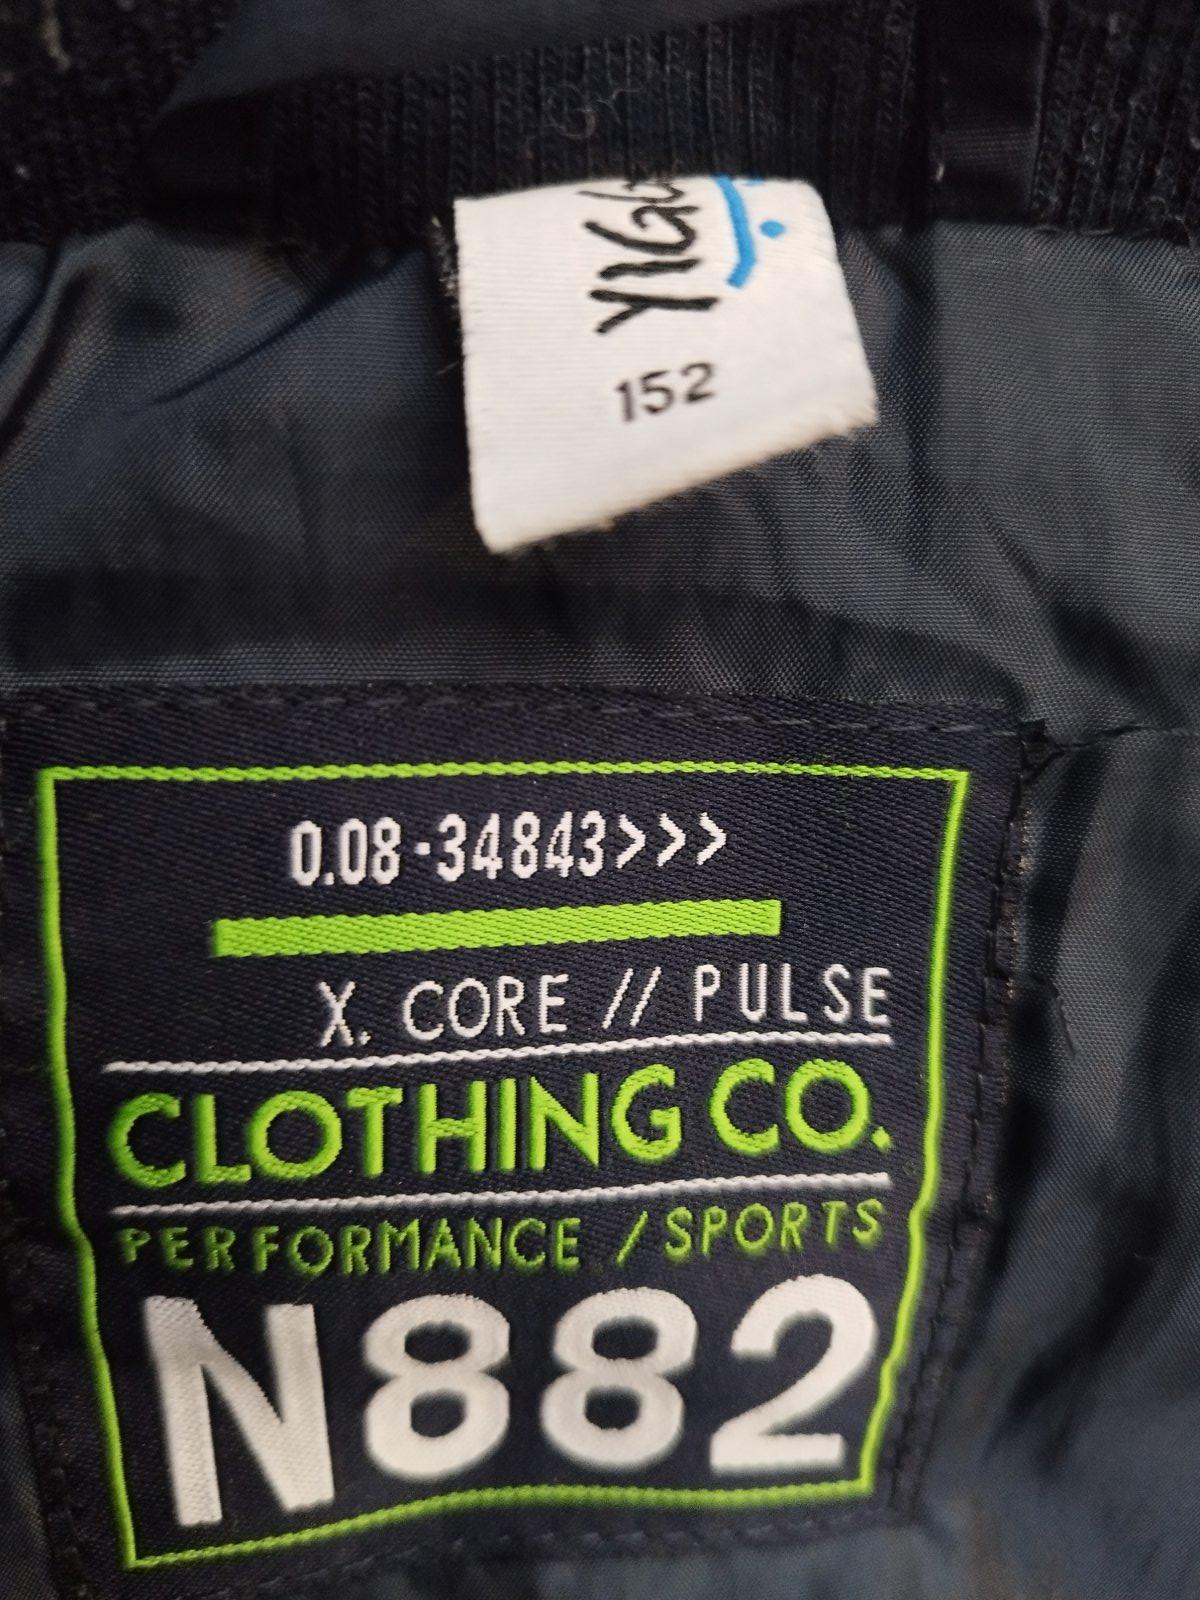 152
0.08-34843>>>
X. CORE // PULSE
CLOTHING CO.
PERFORMANCE / SPORTS
N882